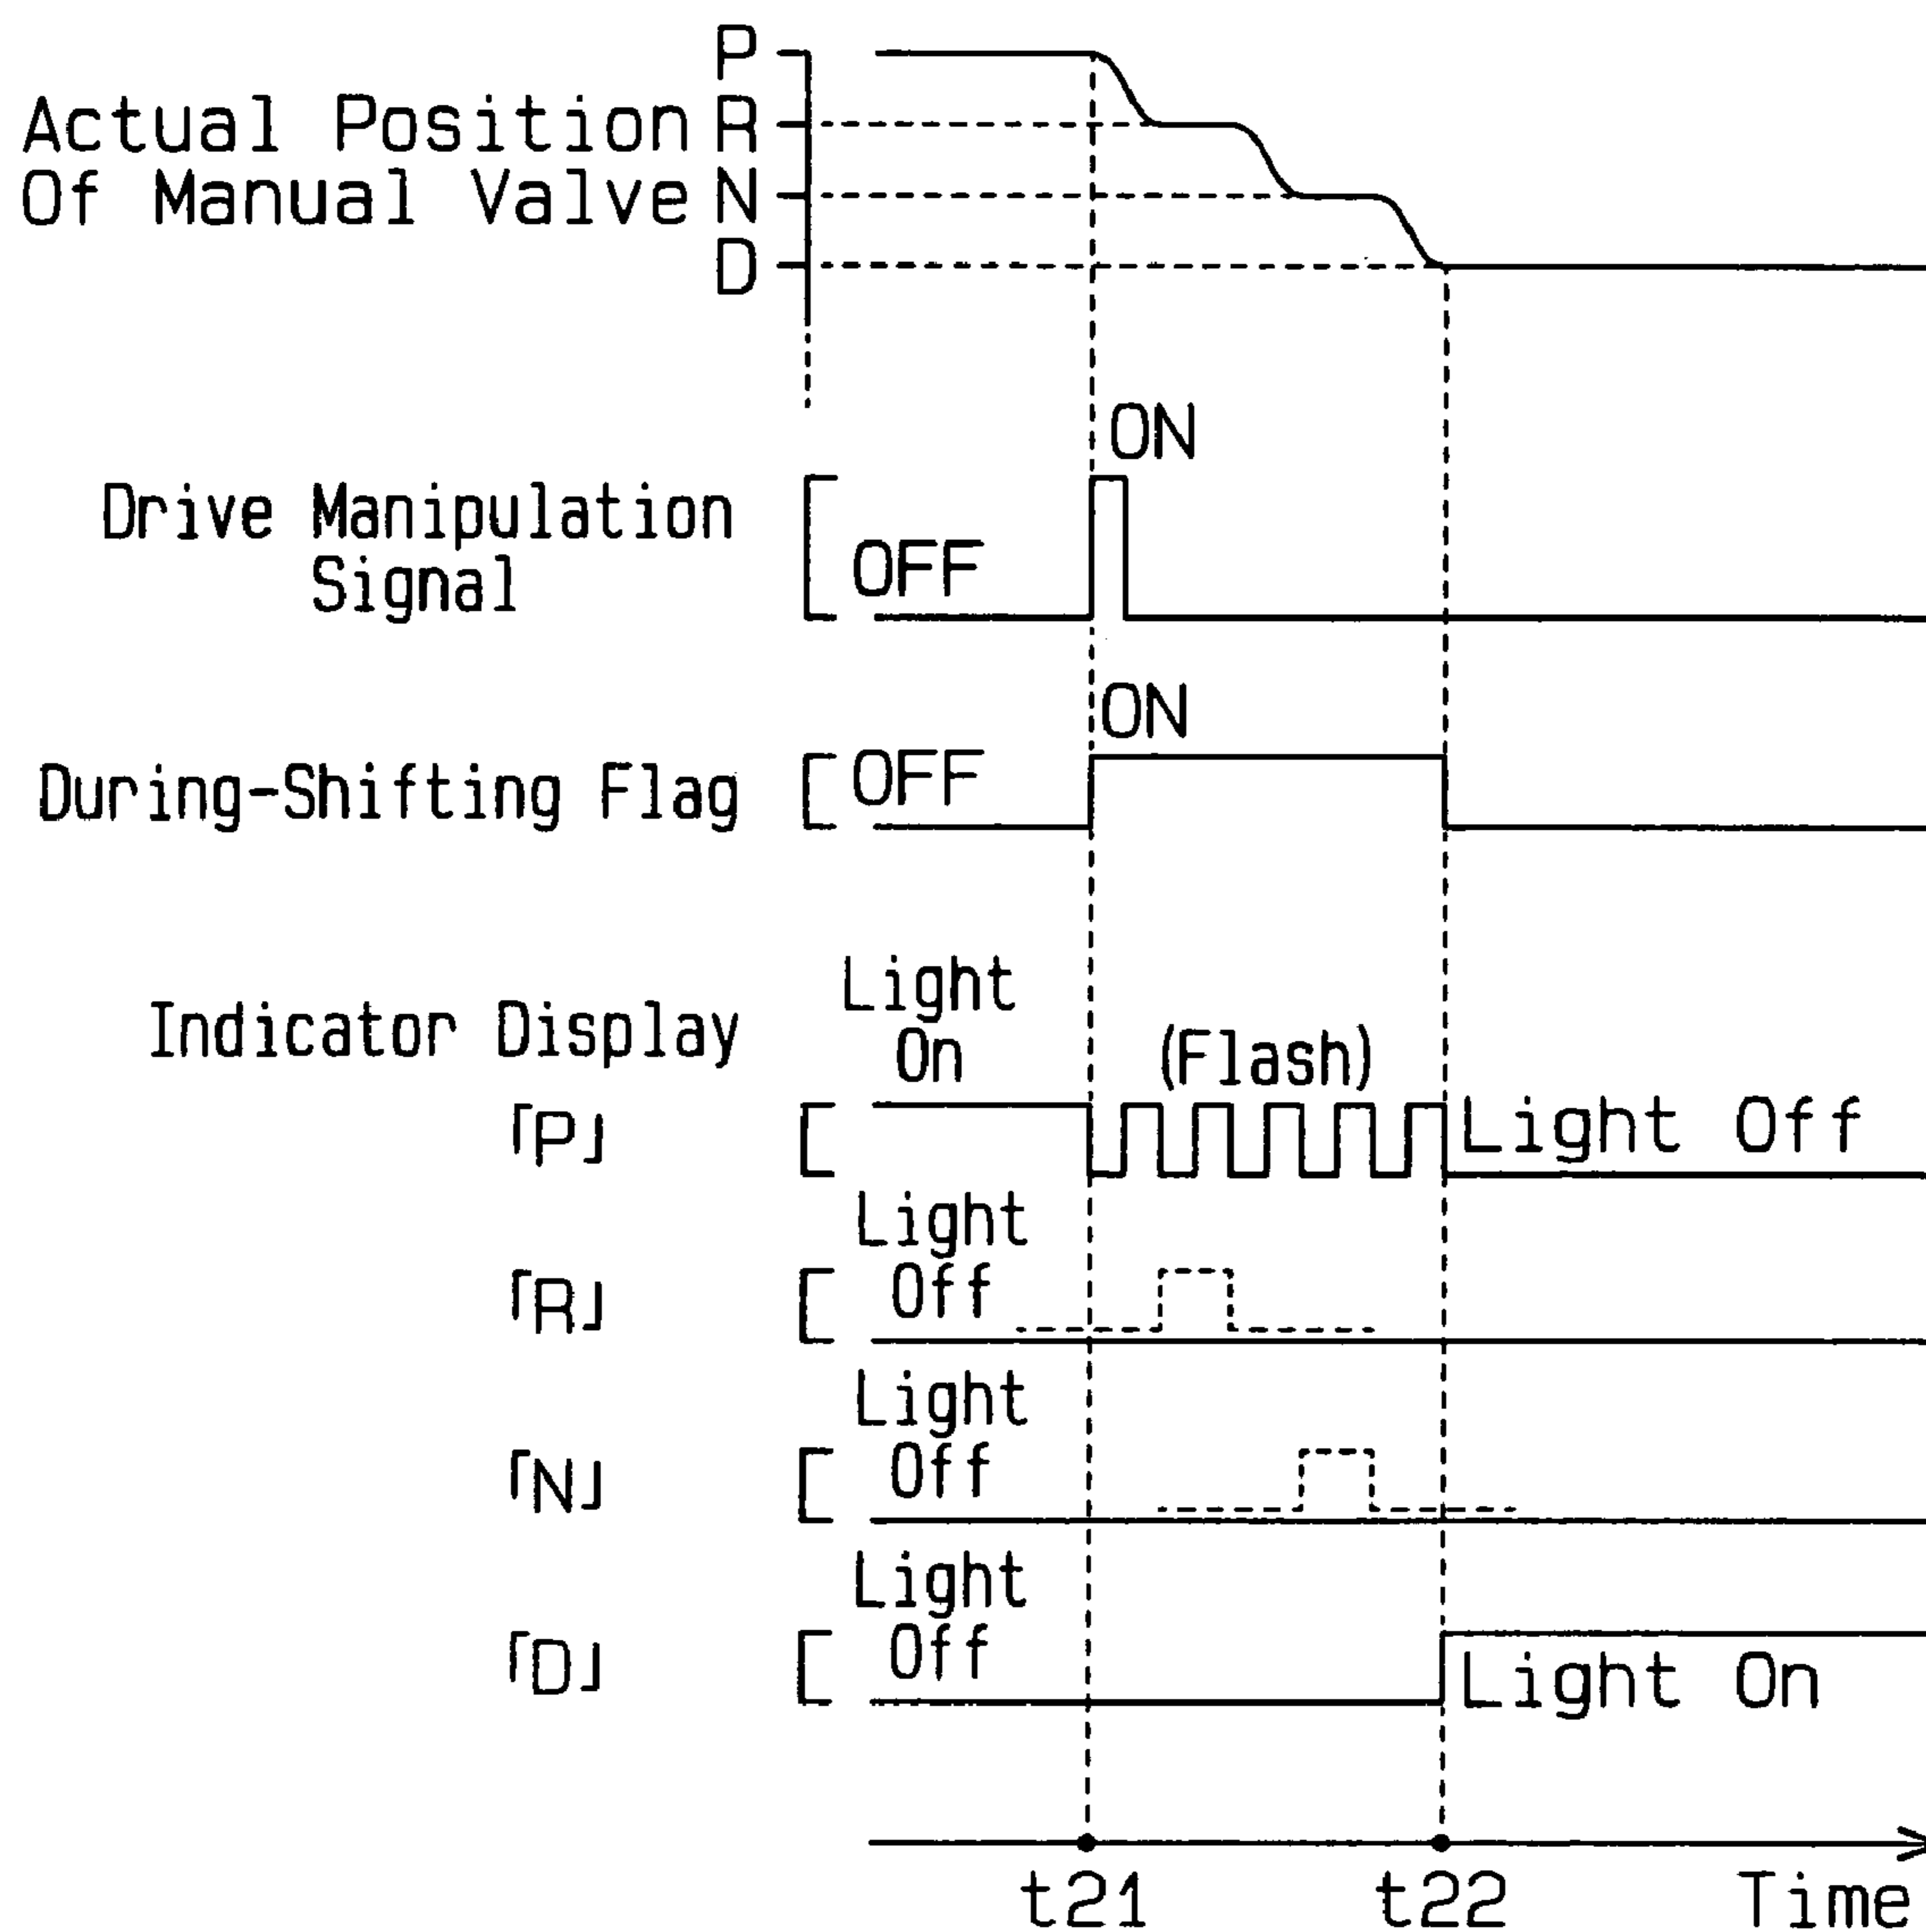 P
Actual Position R
Of Manual Valve N
D
ON
Drive Manipulation
Signal
OFF
ON
During-Shifting Flag
OFF
Indicator Display
Light
On
(Flash)
「P」
Light Off
Light
Off
「R」
Light
Off
「N」
Light
Off
「D」
Light On
t21
t22
Time